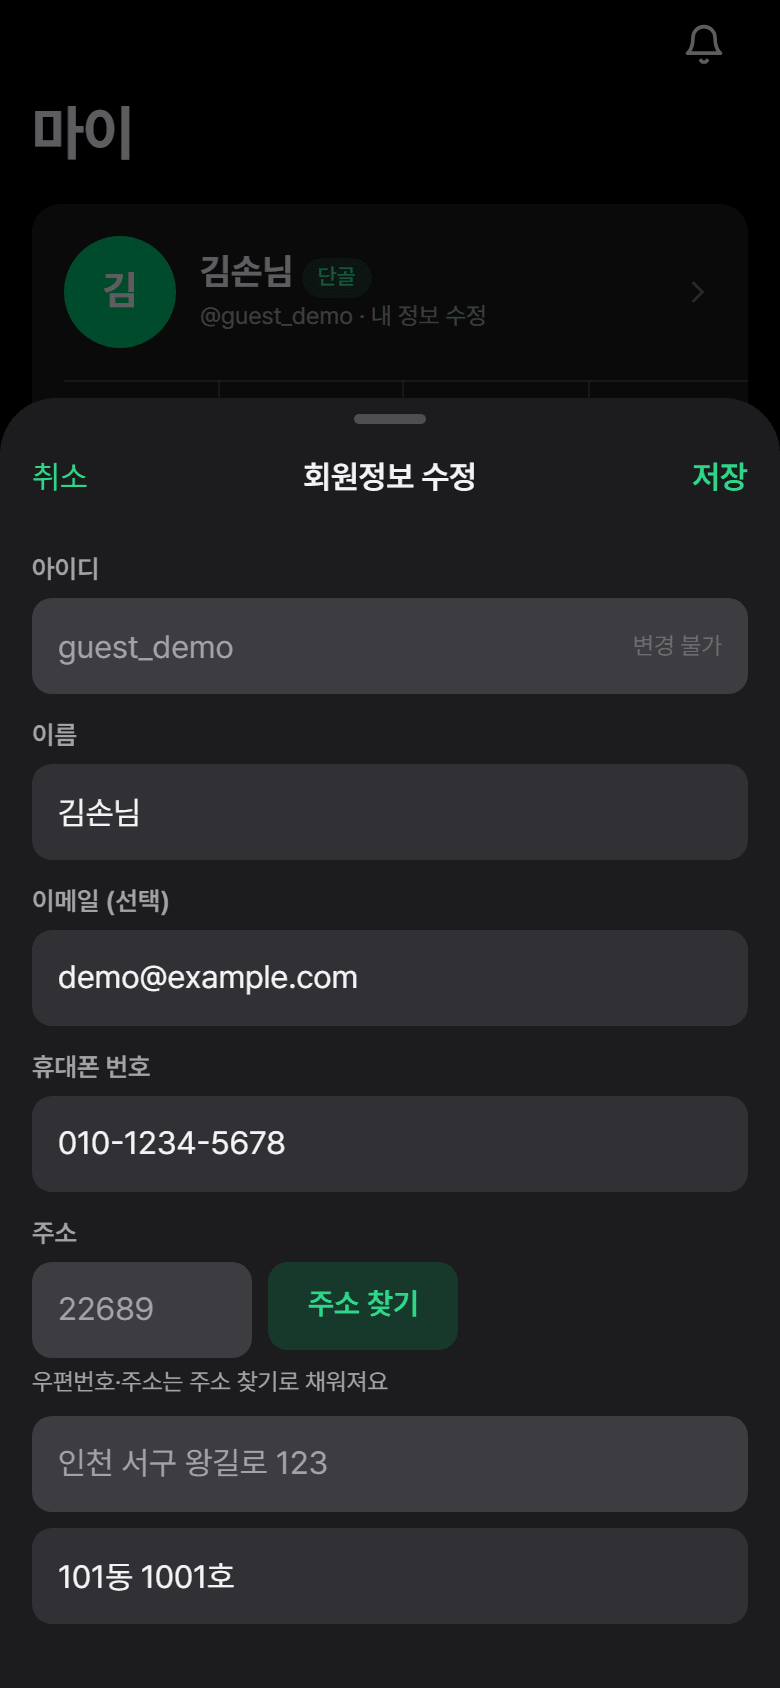 마이
김
김손님 단골
@guest_demo · 내 정보 수정
취소 회원정보 수정 저장
아이디
guest_demo 변경 불가
이름
김손님
이메일 (선택)
demo@example.com
휴대폰 번호
010-1234-5678
주소
22689 주소 찾기
우편번호·주소는 주소 찾기로 채워져요
인천 서구 왕길로 123
101동 1001호